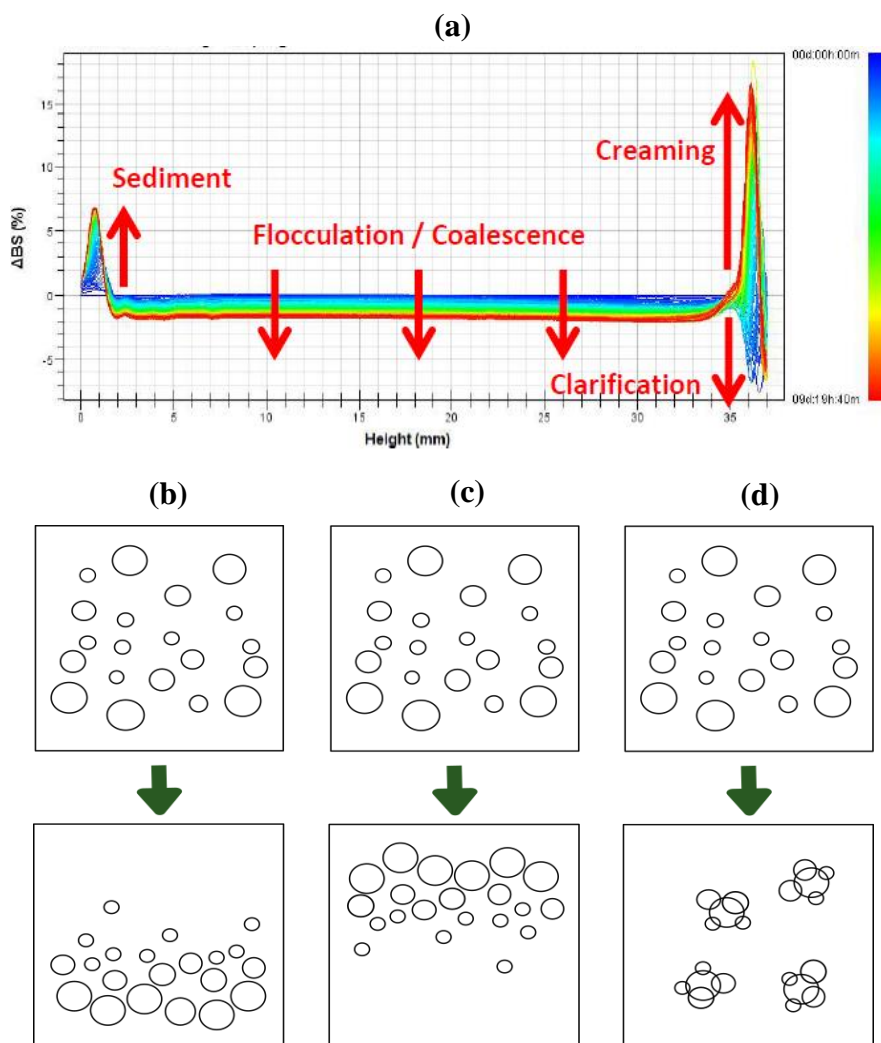 (a)
00d:00h:00m
15
Creaming
Sediment
10
ΔBS (%)
Flocculation / Coalescence
5
0
-5
Clarification
09d:19h:40m
0 5 10 15 20 25 30 35
Height (mm)
(b) (c) (d)